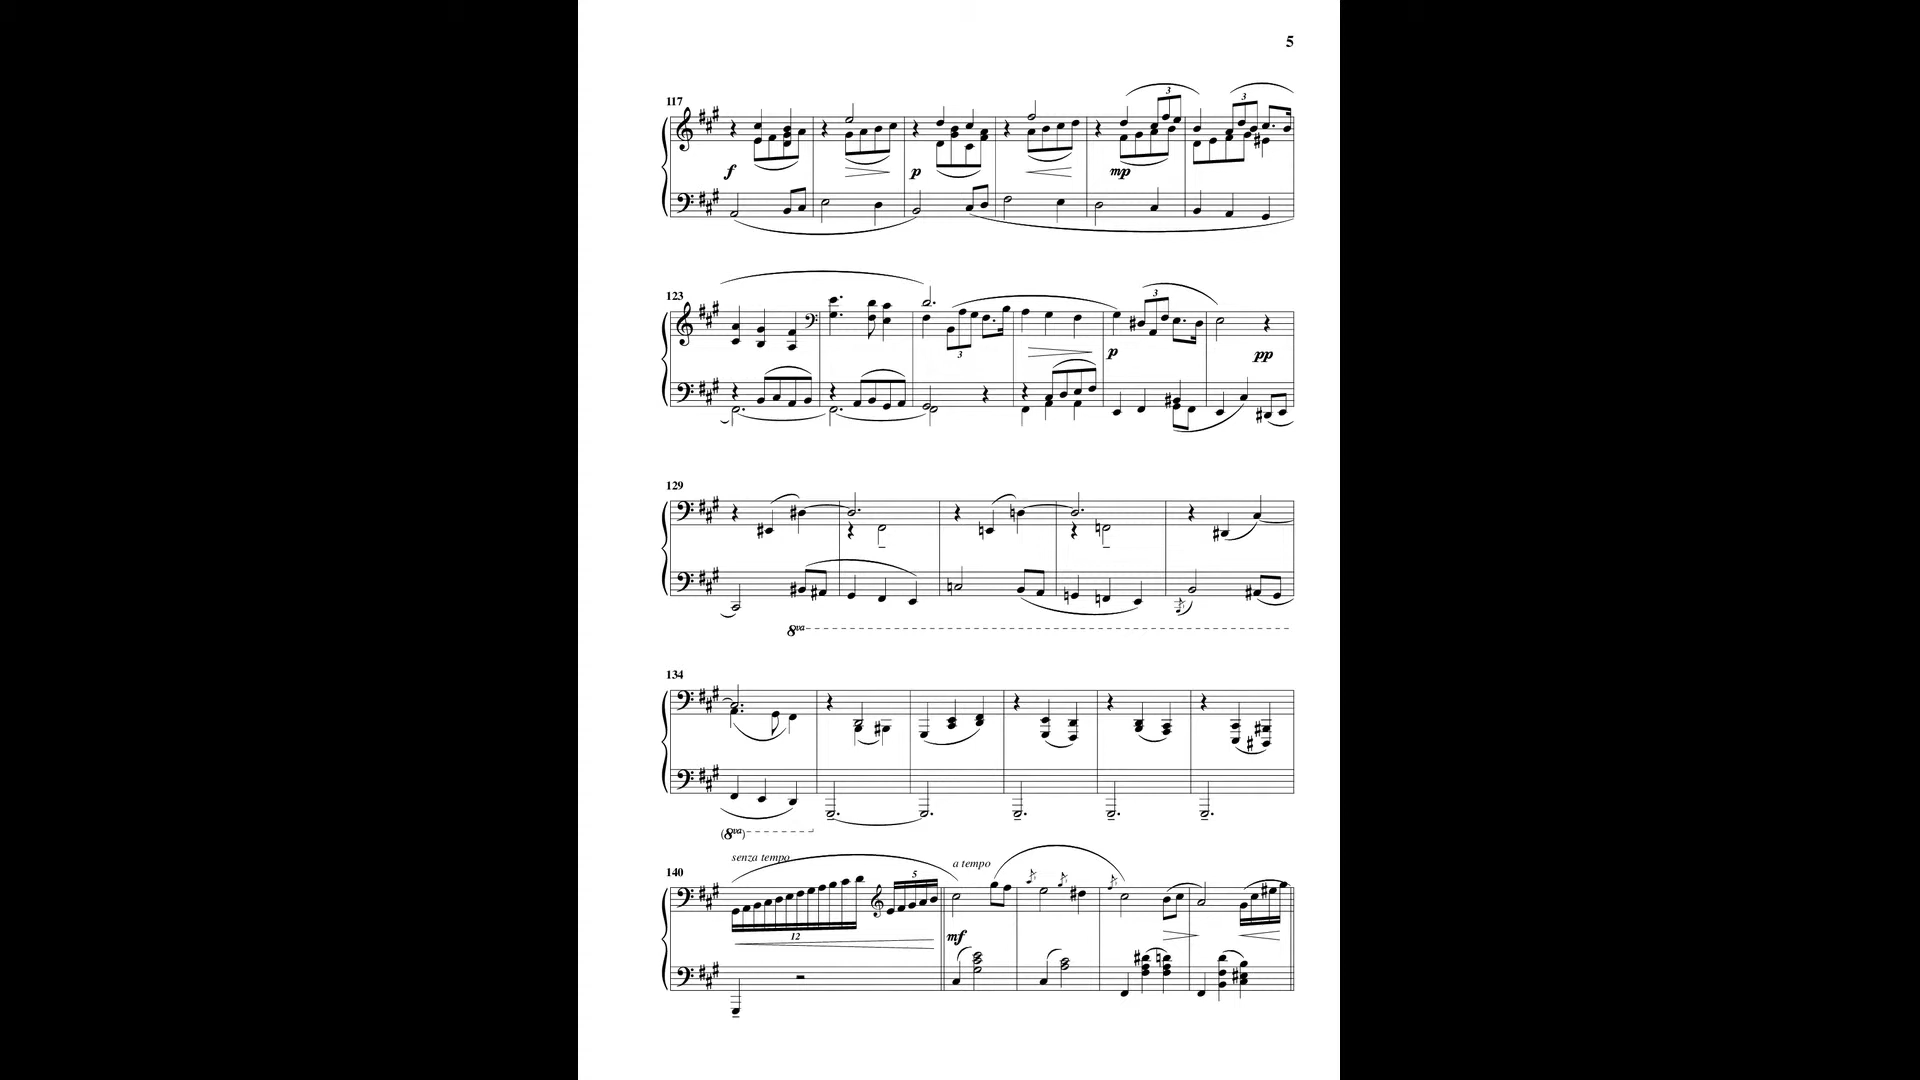 5
117
3
3
f
p
mp
123
3
3
p
pp
129
8va
134
(8va)
senza tempo
a tempo
140
5
12
mf